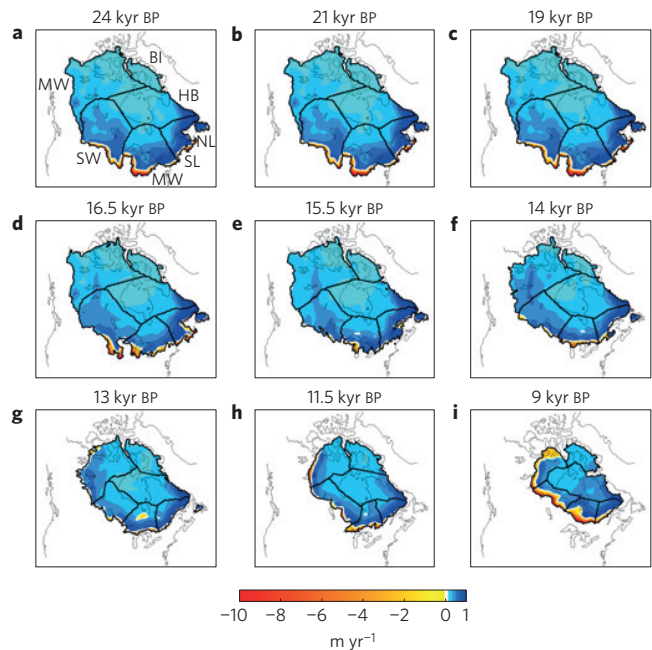 24 kyr BP
21 kyr BP
19 kyr BP
a
b
c
BI
MW
HB
NL
SW
SL
MW
16.5 kyr BP
15.5 kyr BP
14 kyr BP
d
e
f
13 kyr BP
11.5 kyr BP
9 kyr BP
g
h
i
−10 −8 −6 −4 −2 0 1
m yr−1